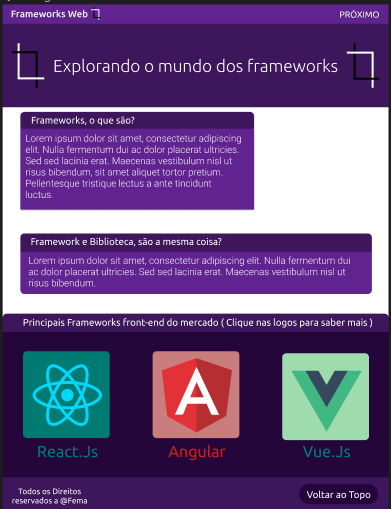 Frameworks Web
PRÓXIMO
Explorando o mundo dos frameworks
Frameworks, o que são?
Lorem ipsum dolor sit amet, consectetur adipiscing
elit. Nulla fermentum dui ac dolor placerat ultricies.
Sed sed lacinia erat. Maecenas vestibulum nisl ut
risus bibendum, sit amet aliquet tortor pretium.
Pellentesque tristique lectus a ante tincidunt
luctus.
Framework e Biblioteca, são a mesma coisa?
Lorem ipsum dolor sit amet, consectetur adipiscing elit. Nulla fermentum dui
ac dolor placerat ultricies. Sed sed lacinia erat. Maecenas vestibulum nisl ut
risus bibendum.
Principais Frameworks front-end do mercado ( Clique nas logos para saber mais )
A
React.Js
Angular
Vue.Js
Todos os Direitos
reservados a @Fema
Voltar ao Topo